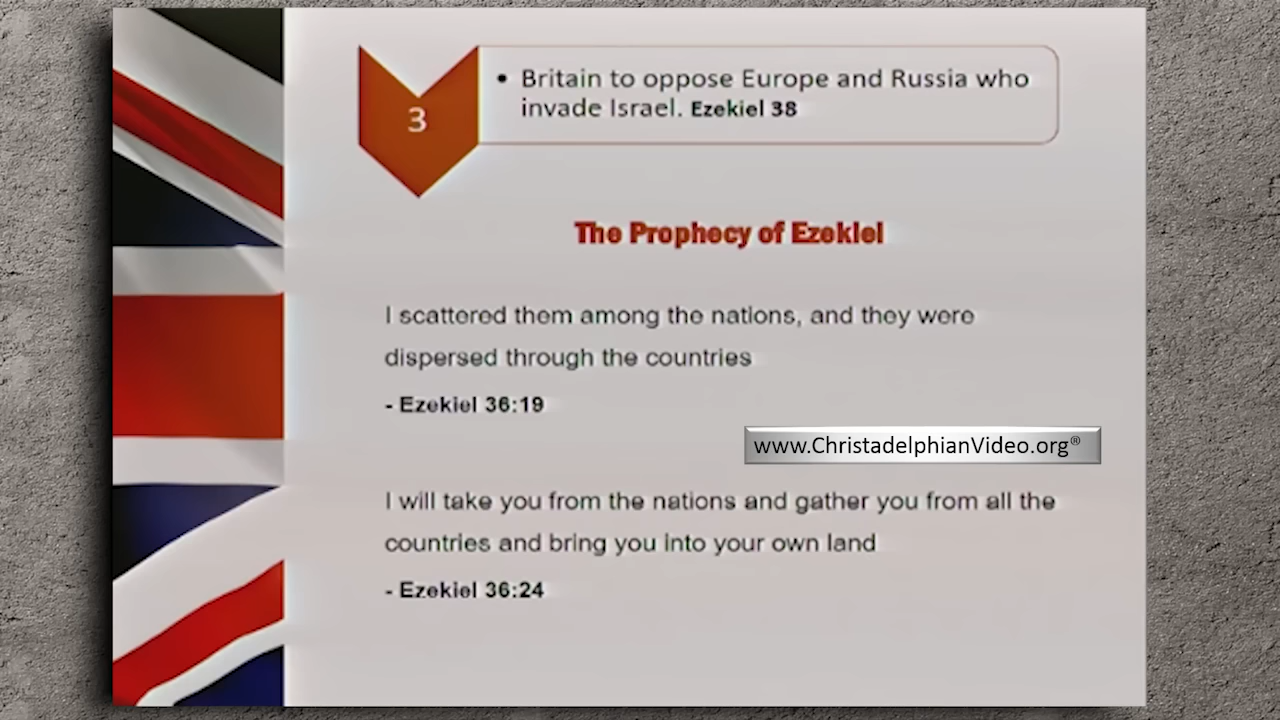 3
• Britain to oppose Europe and Russia who
invade Israel. Ezekiel 38
The Prophecy of Ezekiel
I scattered them among the nations, and they were
dispersed through the countries
- Ezekiel 36:19
www.ChristadelphianVideo.org®
I will take you from the nations and gather you from all the
countries and bring you into your own land
- Ezekiel 36:24